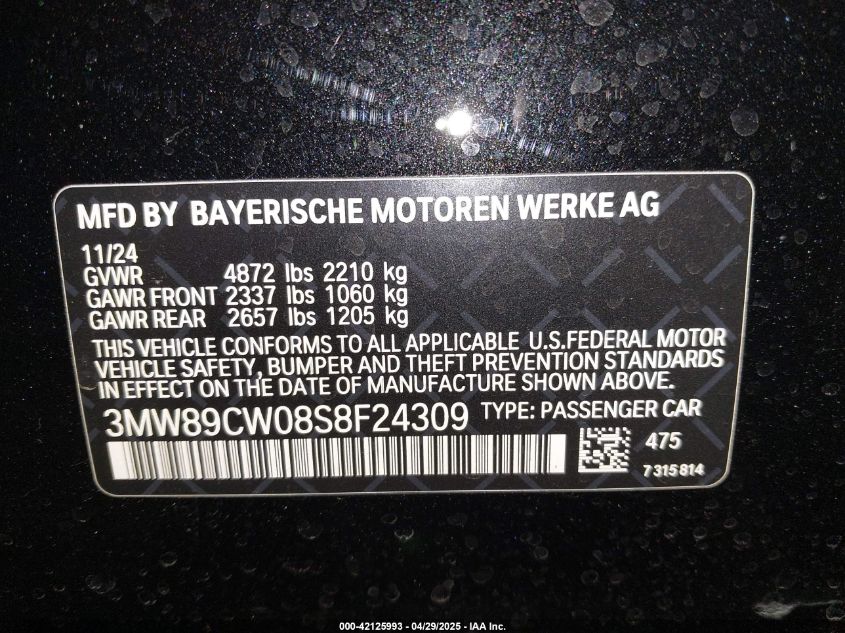 MFD BY BAYERISCHE MOTOREN WERKE AG
11/24
GVWR 4872 lbs 2210 kg
GAWR FRONT 2337 lbs 1060 kg
GAWR REAR 2657 lbs 1205 kg
THIS VEHICLE CONFORMS TO ALL APPLICABLE U.S.FEDERAL MOTOR
VEHICLE SAFETY, BUMPER AND THEFT PREVENTION STANDARDS
IN EFFECT ON THE DATE OF MANUFACTURE SHOWN ABOVE.
3MW89CW08S8F24309 TYPE: PASSENGER CAR
475
7 315 814
000-42125993 - 04/29/2025 - IAA Inc.